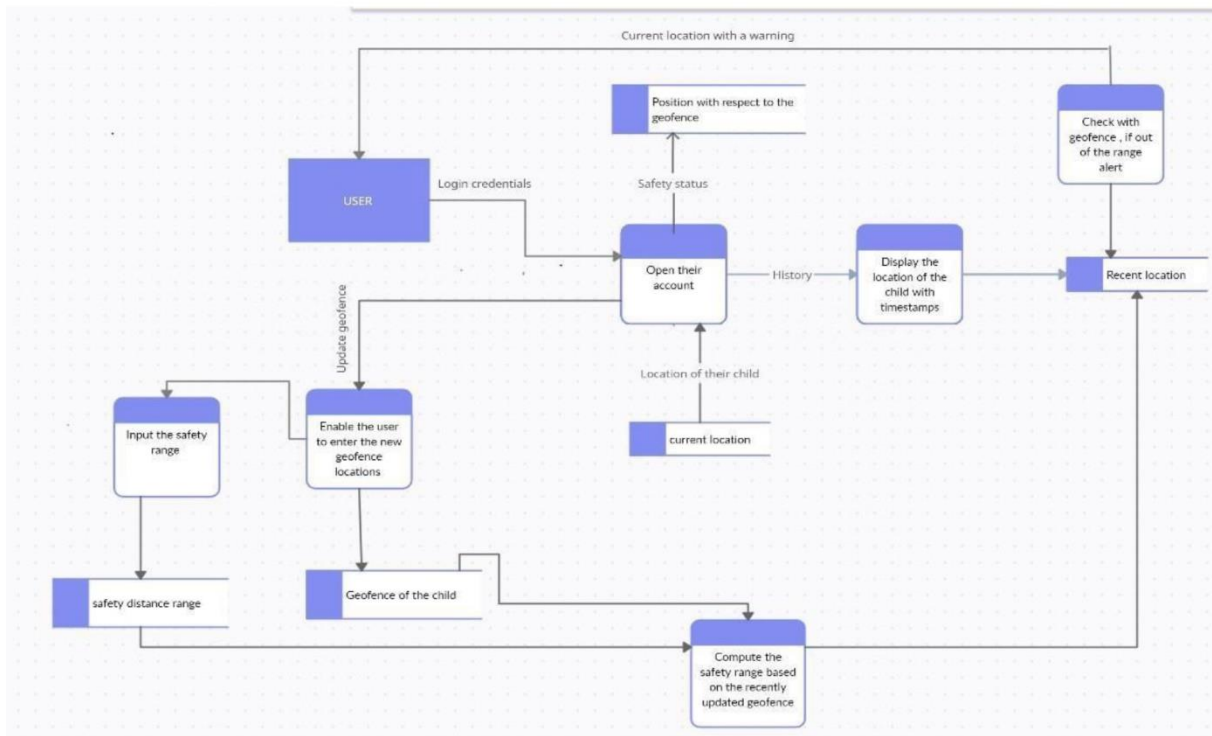 Current location with a warning
Position with respect to the
geofence
Check with
geofence , if out
of the range
alert
USER
Login credentials
Safety status
Open their
account
History
Display the
location of the
child with
timestamps
Recent location
Update geofence
Location of their child
current location
Input the safety
range
Enable the user
to enter the new
geofence
locations
safety distance range
Geofence of the child
Compute the
safety range based
on the recently
updated geofence